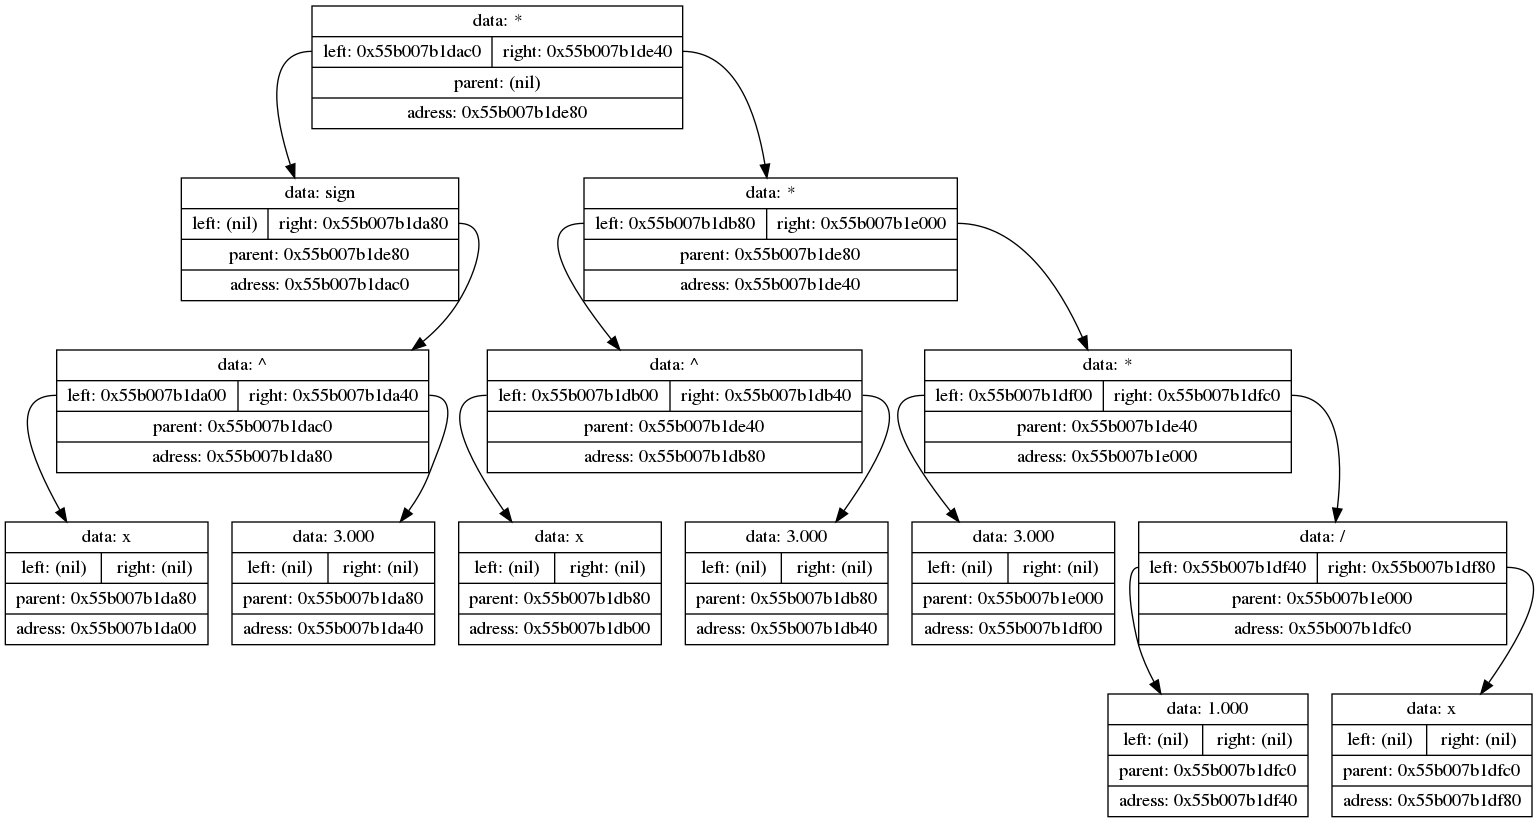 data: *
left: 0x55b007b1dac0 right: 0x55b007b1de40
parent: (nil)
adress: 0x55b007b1de80
data: sign
left: (nil) right: 0x55b007b1da80
parent: 0x55b007b1de80
adress: 0x55b007b1dac0
data: *
left: 0x55b007b1db80 right: 0x55b007b1e000
parent: 0x55b007b1de80
adress: 0x55b007b1de40
data: ^
left: 0x55b007b1da00 right: 0x55b007b1da40
parent: 0x55b007b1dac0
adress: 0x55b007b1da80
data: ^
left: 0x55b007b1db00 right: 0x55b007b1db40
parent: 0x55b007b1de40
adress: 0x55b007b1db80
data: *
left: 0x55b007b1df00 right: 0x55b007b1dfc0
parent: 0x55b007b1de40
adress: 0x55b007b1e000
data: x
left: (nil) right: (nil)
parent: 0x55b007b1da80
adress: 0x55b007b1da00
data: 3.000
left: (nil) right: (nil)
parent: 0x55b007b1da80
adress: 0x55b007b1da40
data: x
left: (nil) right: (nil)
parent: 0x55b007b1db80
adress: 0x55b007b1db00
data: 3.000
left: (nil) right: (nil)
parent: 0x55b007b1db80
adress: 0x55b007b1db40
data: 3.000
left: (nil) right: (nil)
parent: 0x55b007b1e000
adress: 0x55b007b1df00
data: /
left: 0x55b007b1df40 right: 0x55b007b1df80
parent: 0x55b007b1e000
adress: 0x55b007b1dfc0
data: 1.000
left: (nil) right: (nil)
parent: 0x55b007b1dfc0
adress: 0x55b007b1df40
data: x
left: (nil) right: (nil)
parent: 0x55b007b1dfc0
adress: 0x55b007b1df80